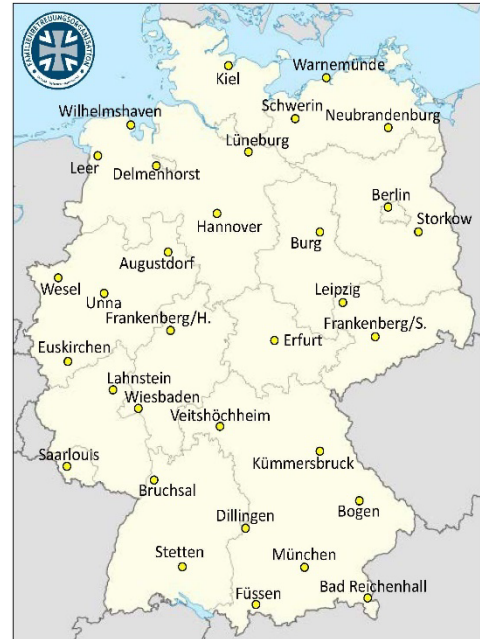 FAMILIENBETREUUNGSORGANISATION
Kiel
Warnemünde
Schwerin
Wilhelmshaven
Neubrandenburg
Lüneburg
Leer
Delmenhorst
Berlin
Hannover
Storkow
Burg
Augustdorf
Wesel
Unna
Leipzig
Frankenberg/H.
Frankenberg/S.
Erfurt
Euskirchen
Lahnstein
Wiesbaden
Veitshöchheim
Saarlouis
Kümmersbruck
Bruchsal
Bogen
Dillingen
Stetten
München
Bad Reichenhall
Füssen